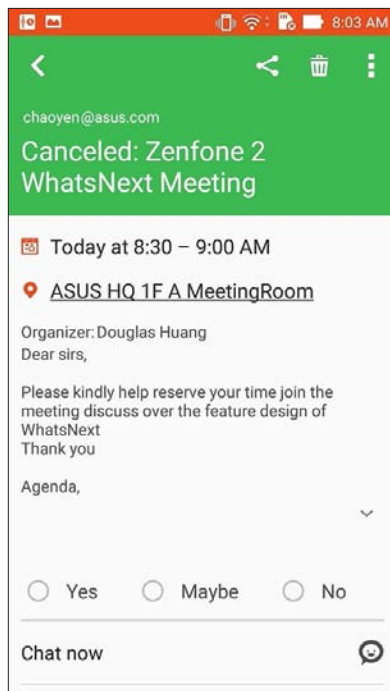 8:03 AM
chaoyen@asus.com
Canceled: Zenfone 2
WhatsNext Meeting
Today at 8:30 – 9:00 AM
ASUS HQ 1F A MeetingRoom
Organizer: Douglas Huang
Dear sirs,
Please kindly help reserve your time join the
meeting discuss over the feature design of
WhatsNext
Thank you
Agenda,
Yes Maybe No
Chat now